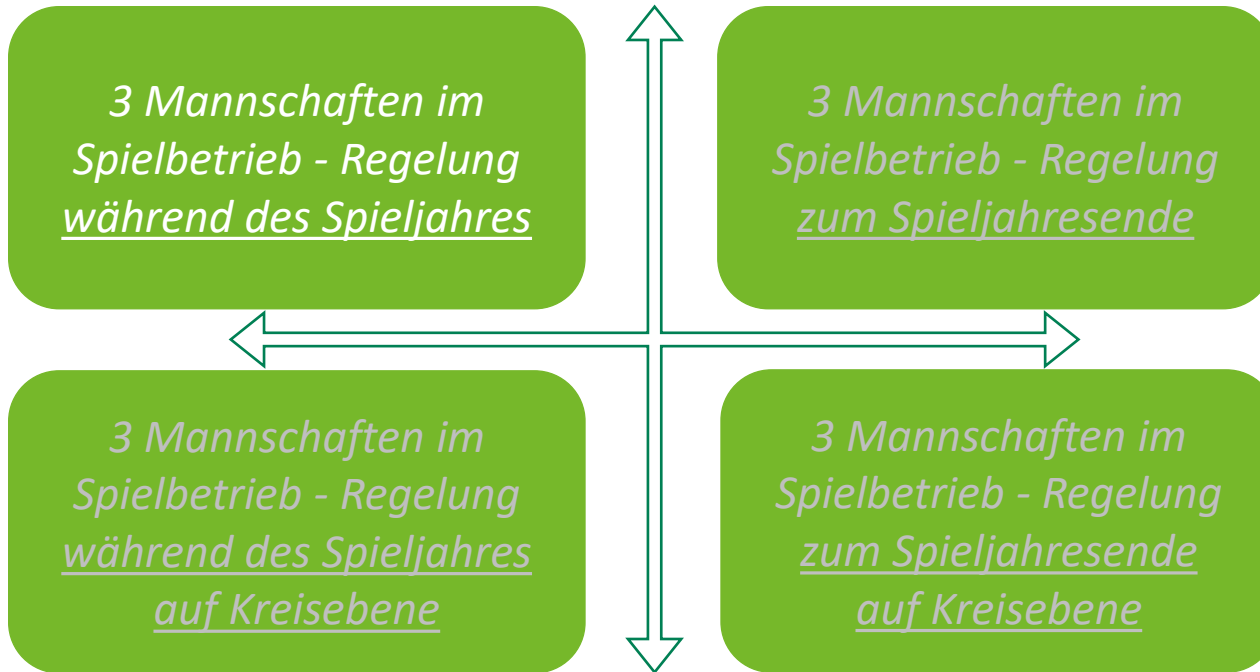 3 Mannschaften im
Spielbetrieb - Regelung
während des Spieljahres
3 Mannschaften im
Spielbetrieb - Regelung
zum Spieljahresende
3 Mannschaften im
Spielbetrieb - Regelung
während des Spieljahres
auf Kreisebene
3 Mannschaften im
Spielbetrieb - Regelung
zum Spieljahresende
auf Kreisebene